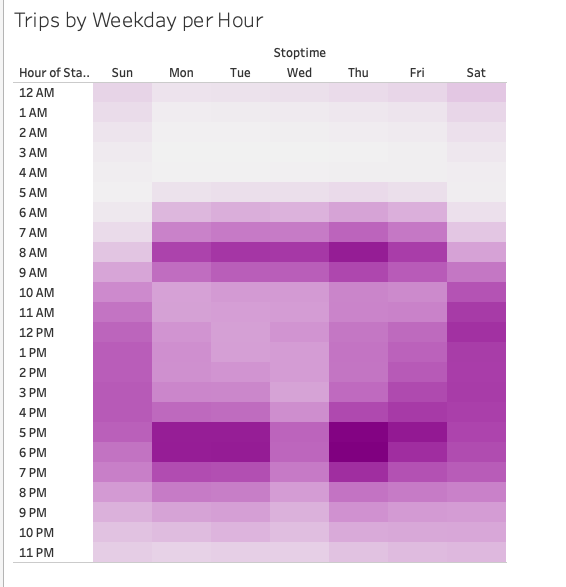 Trips by Weekday per Hour
Stoptime
Hour of Sta.. Sun Mon Tue Wed Thu Fri Sat
12 AM
1 AM
2 AM
3 AM
4 AM
5 AM
6 AM
7 AM
8 AM
9 AM
10 AM
11 AM
12 PM
1 PM
2 PM
3 PM
4 PM
5 PM
6 PM
7 PM
8 PM
9 PM
10 PM
11 PM